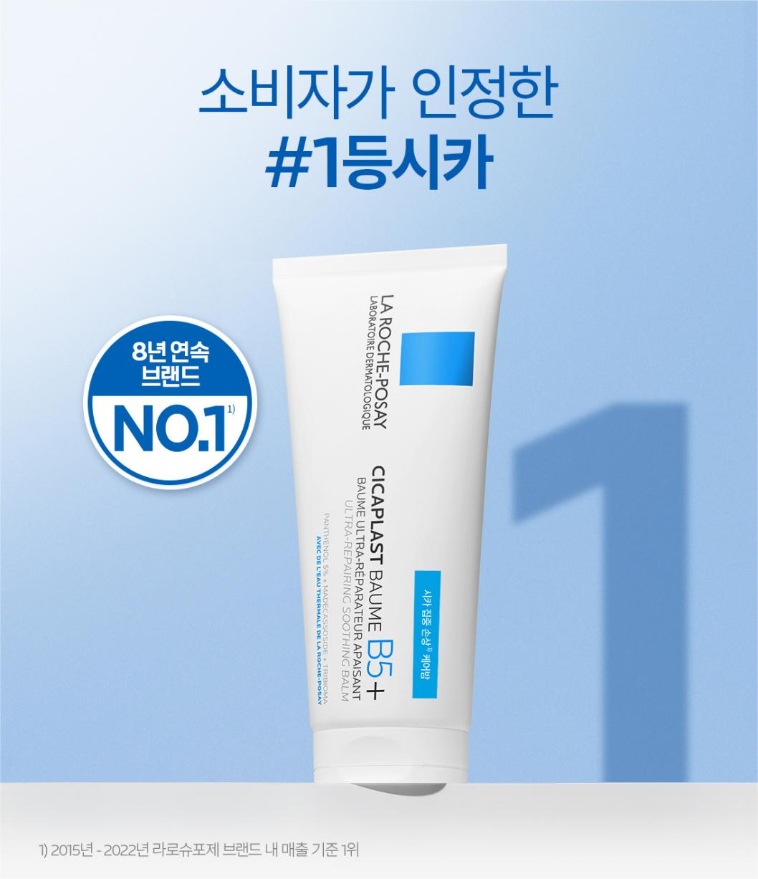 소비자가 인정한
#1등시카
8년 연속
브랜드
NO.1 1)
LA ROCHE-POSAY
LABORATOIRE DERMATOLOGIQUE
CICAPLAST BAUME B5+
BAUME ULTRA-RÉPARATEUR APAISANT
ULTRA-REPAIRING SOOTHING BALM
PANTHENOL 5% + MADECASSOSIDE + TRIBIOMA
AVEC DE L'EAU THERMALE DE LA ROCHE-POSAY
시카 집중 손상 케어밤
1
1) 2015년 - 2022년 라로슈포제 브랜드 내 매출 기준 1위